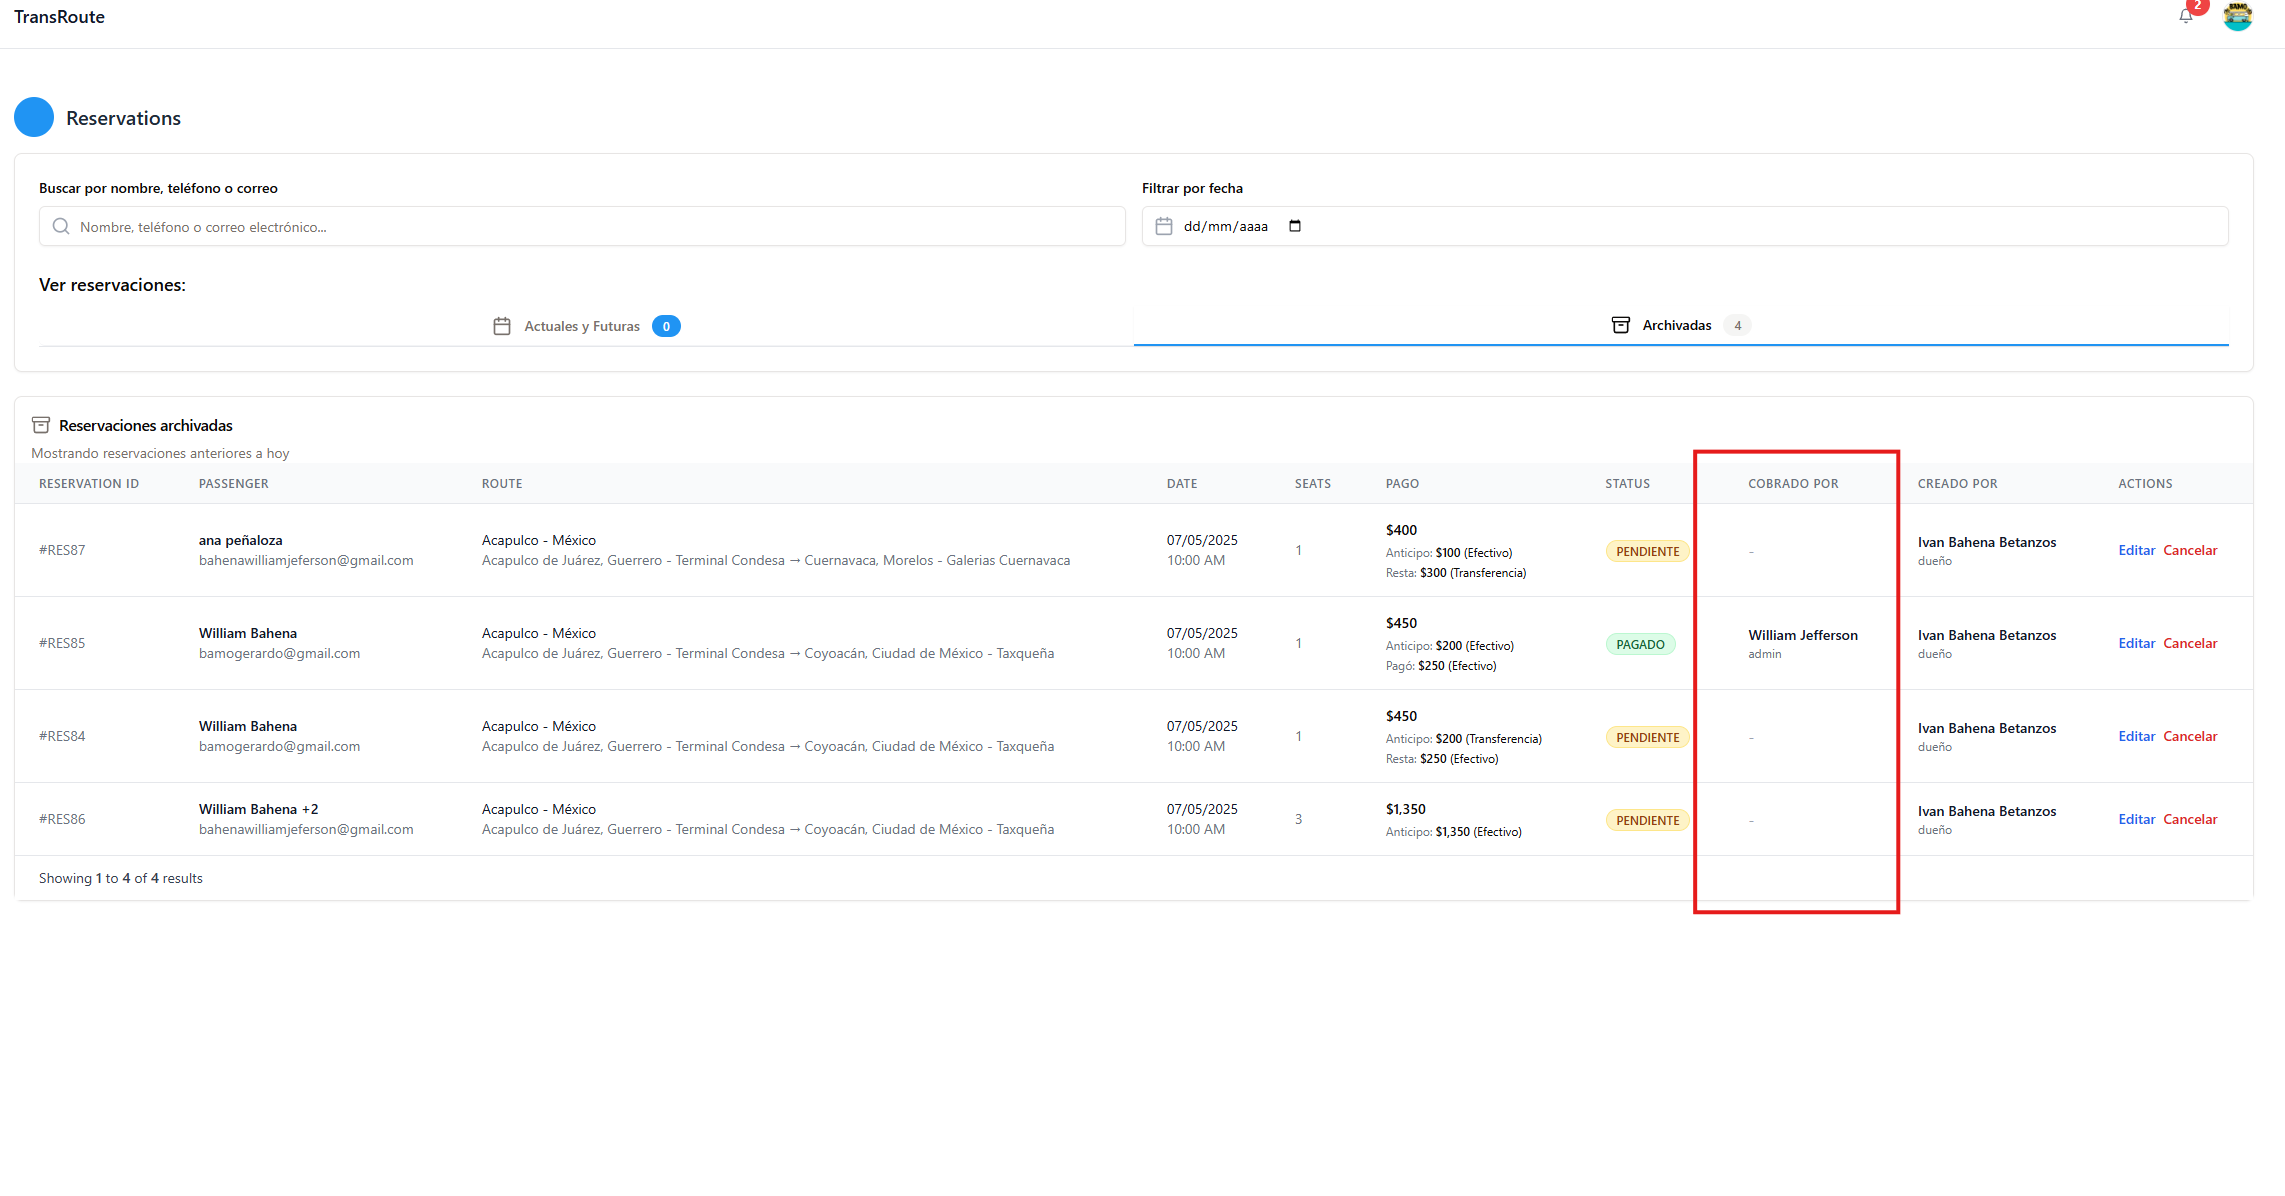 TransRoute
2
BAMO
Reservations
Buscar por nombre, teléfono o correo
Filtrar por fecha
Nombre, teléfono o correo electrónico...
dd/mm/aaaa
Ver reservaciones:
Actuales y Futuras 0
Archivadas 4
Reservaciones archivadas
Mostrando reservaciones anteriores a hoy
RESERVATION ID PASSENGER ROUTE DATE SEATS PAGO STATUS COBRADO POR CREADO POR ACTIONS
#RES87
ana peñaloza
bahenawilliamjeferson@gmail.com
Acapulco - México
Acapulco de Juárez, Guerrero - Terminal Condesa → Cuernavaca, Morelos - Galerias Cuernavaca
07/05/2025
10:00 AM
1
$400
Anticipo: $100 (Efectivo)
Resta: $300 (Transferencia)
PENDIENTE
-
Ivan Bahena Betanzos
dueño
Editar Cancelar
#RES85
William Bahena
bamogerardo@gmail.com
Acapulco - México
Acapulco de Juárez, Guerrero - Terminal Condesa → Coyoacán, Ciudad de México - Taxqueña
07/05/2025
10:00 AM
1
$450
Anticipo: $200 (Efectivo)
Pagó: $250 (Efectivo)
PAGADO
William Jefferson
admin
Ivan Bahena Betanzos
dueño
Editar Cancelar
#RES84
William Bahena
bamogerardo@gmail.com
Acapulco - México
Acapulco de Juárez, Guerrero - Terminal Condesa → Coyoacán, Ciudad de México - Taxqueña
07/05/2025
10:00 AM
1
$450
Anticipo: $200 (Transferencia)
Resta: $250 (Efectivo)
PENDIENTE
-
Ivan Bahena Betanzos
dueño
Editar Cancelar
#RES86
William Bahena +2
bahenawilliamjeferson@gmail.com
Acapulco - México
Acapulco de Juárez, Guerrero - Terminal Condesa → Coyoacán, Ciudad de México - Taxqueña
07/05/2025
10:00 AM
3
$1,350
Anticipo: $1,350 (Efectivo)
PENDIENTE
-
Ivan Bahena Betanzos
dueño
Editar Cancelar
Showing 1 to 4 of 4 results